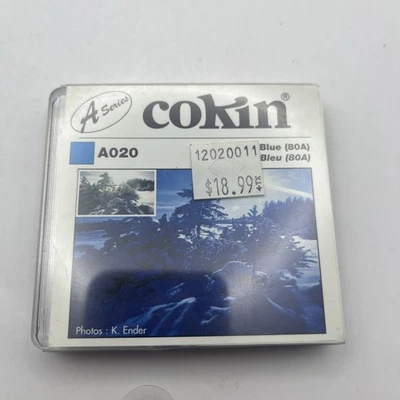 A Series
cokin®
A020
12020011
$18.99
Blue (80A)
Bleu (80A)
Photos : K. Ender